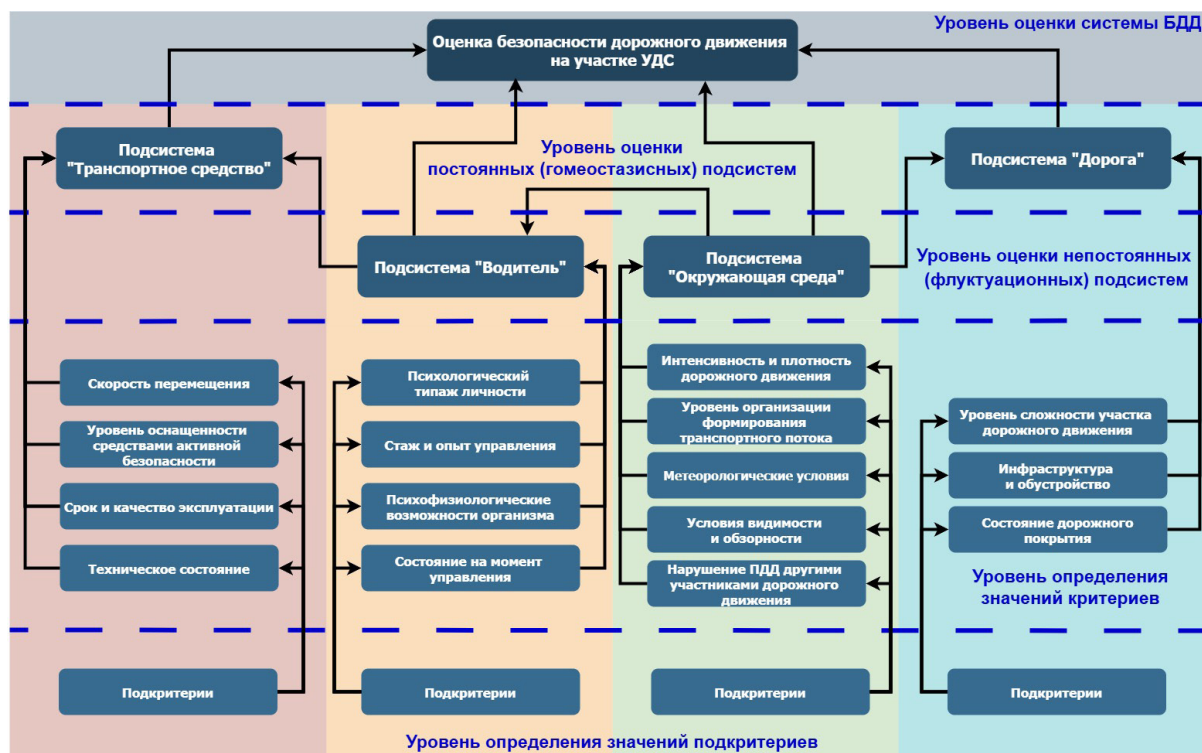 Уровень оценки системы БДД
Оценка безопасности дорожного движения
на участке УДС
Подсистема
"Транспортное средство"
Уровень оценки
постоянных (гомеостазисных) подсистем
Подсистема "Дорога"
Подсистема "Водитель"
Подсистема
"Окружающая среда"
Уровень оценки непостоянных
(флуктуационных) подсистем
Скорость перемещения
Уровень оснащенности
средствами активной
безопасности
Срок и качество эксплуатации
Техническое состояние
Психологический
типаж личности
Стаж и опыт управления
Психофизиологические
возможности организма
Состояние на момент
управления
Интенсивность и плотность
дорожного движения
Уровень организации
формирования
транспортного потока
Метеорологические условия
Условия видимости
и обзорности
Нарушение ПДД другими
участниками дорожного
движения
Уровень сложности участка
дорожного движения
Инфраструктура
и обустройство
Состояние дорожного
покрытия
Уровень определения
значений критериев
Подкритерии
Подкритерии
Подкритерии
Подкритерии
Уровень определения значений подкритериев